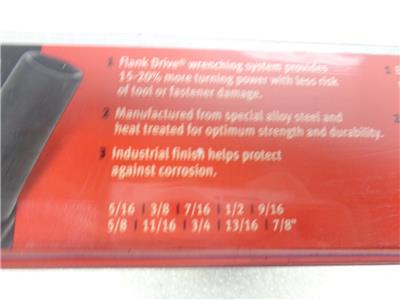 1 Flank Drive® wrenching system provides
15-20% more turning power with less risk
of tool or fastener damage.
2 Manufactured from special alloy steel and
heat treated for optimum strength and durability.
3 Industrial finish helps protect
against corrosion.
5/16 | 3/8 | 7/16 | 1/2 | 9/16
5/8 | 11/16 | 3/4 | 13/16 | 7/8"